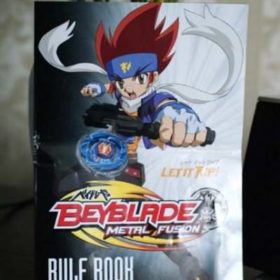 LET IT RIP!
BEYBLADE
METAL FUSION
RULE BOOK